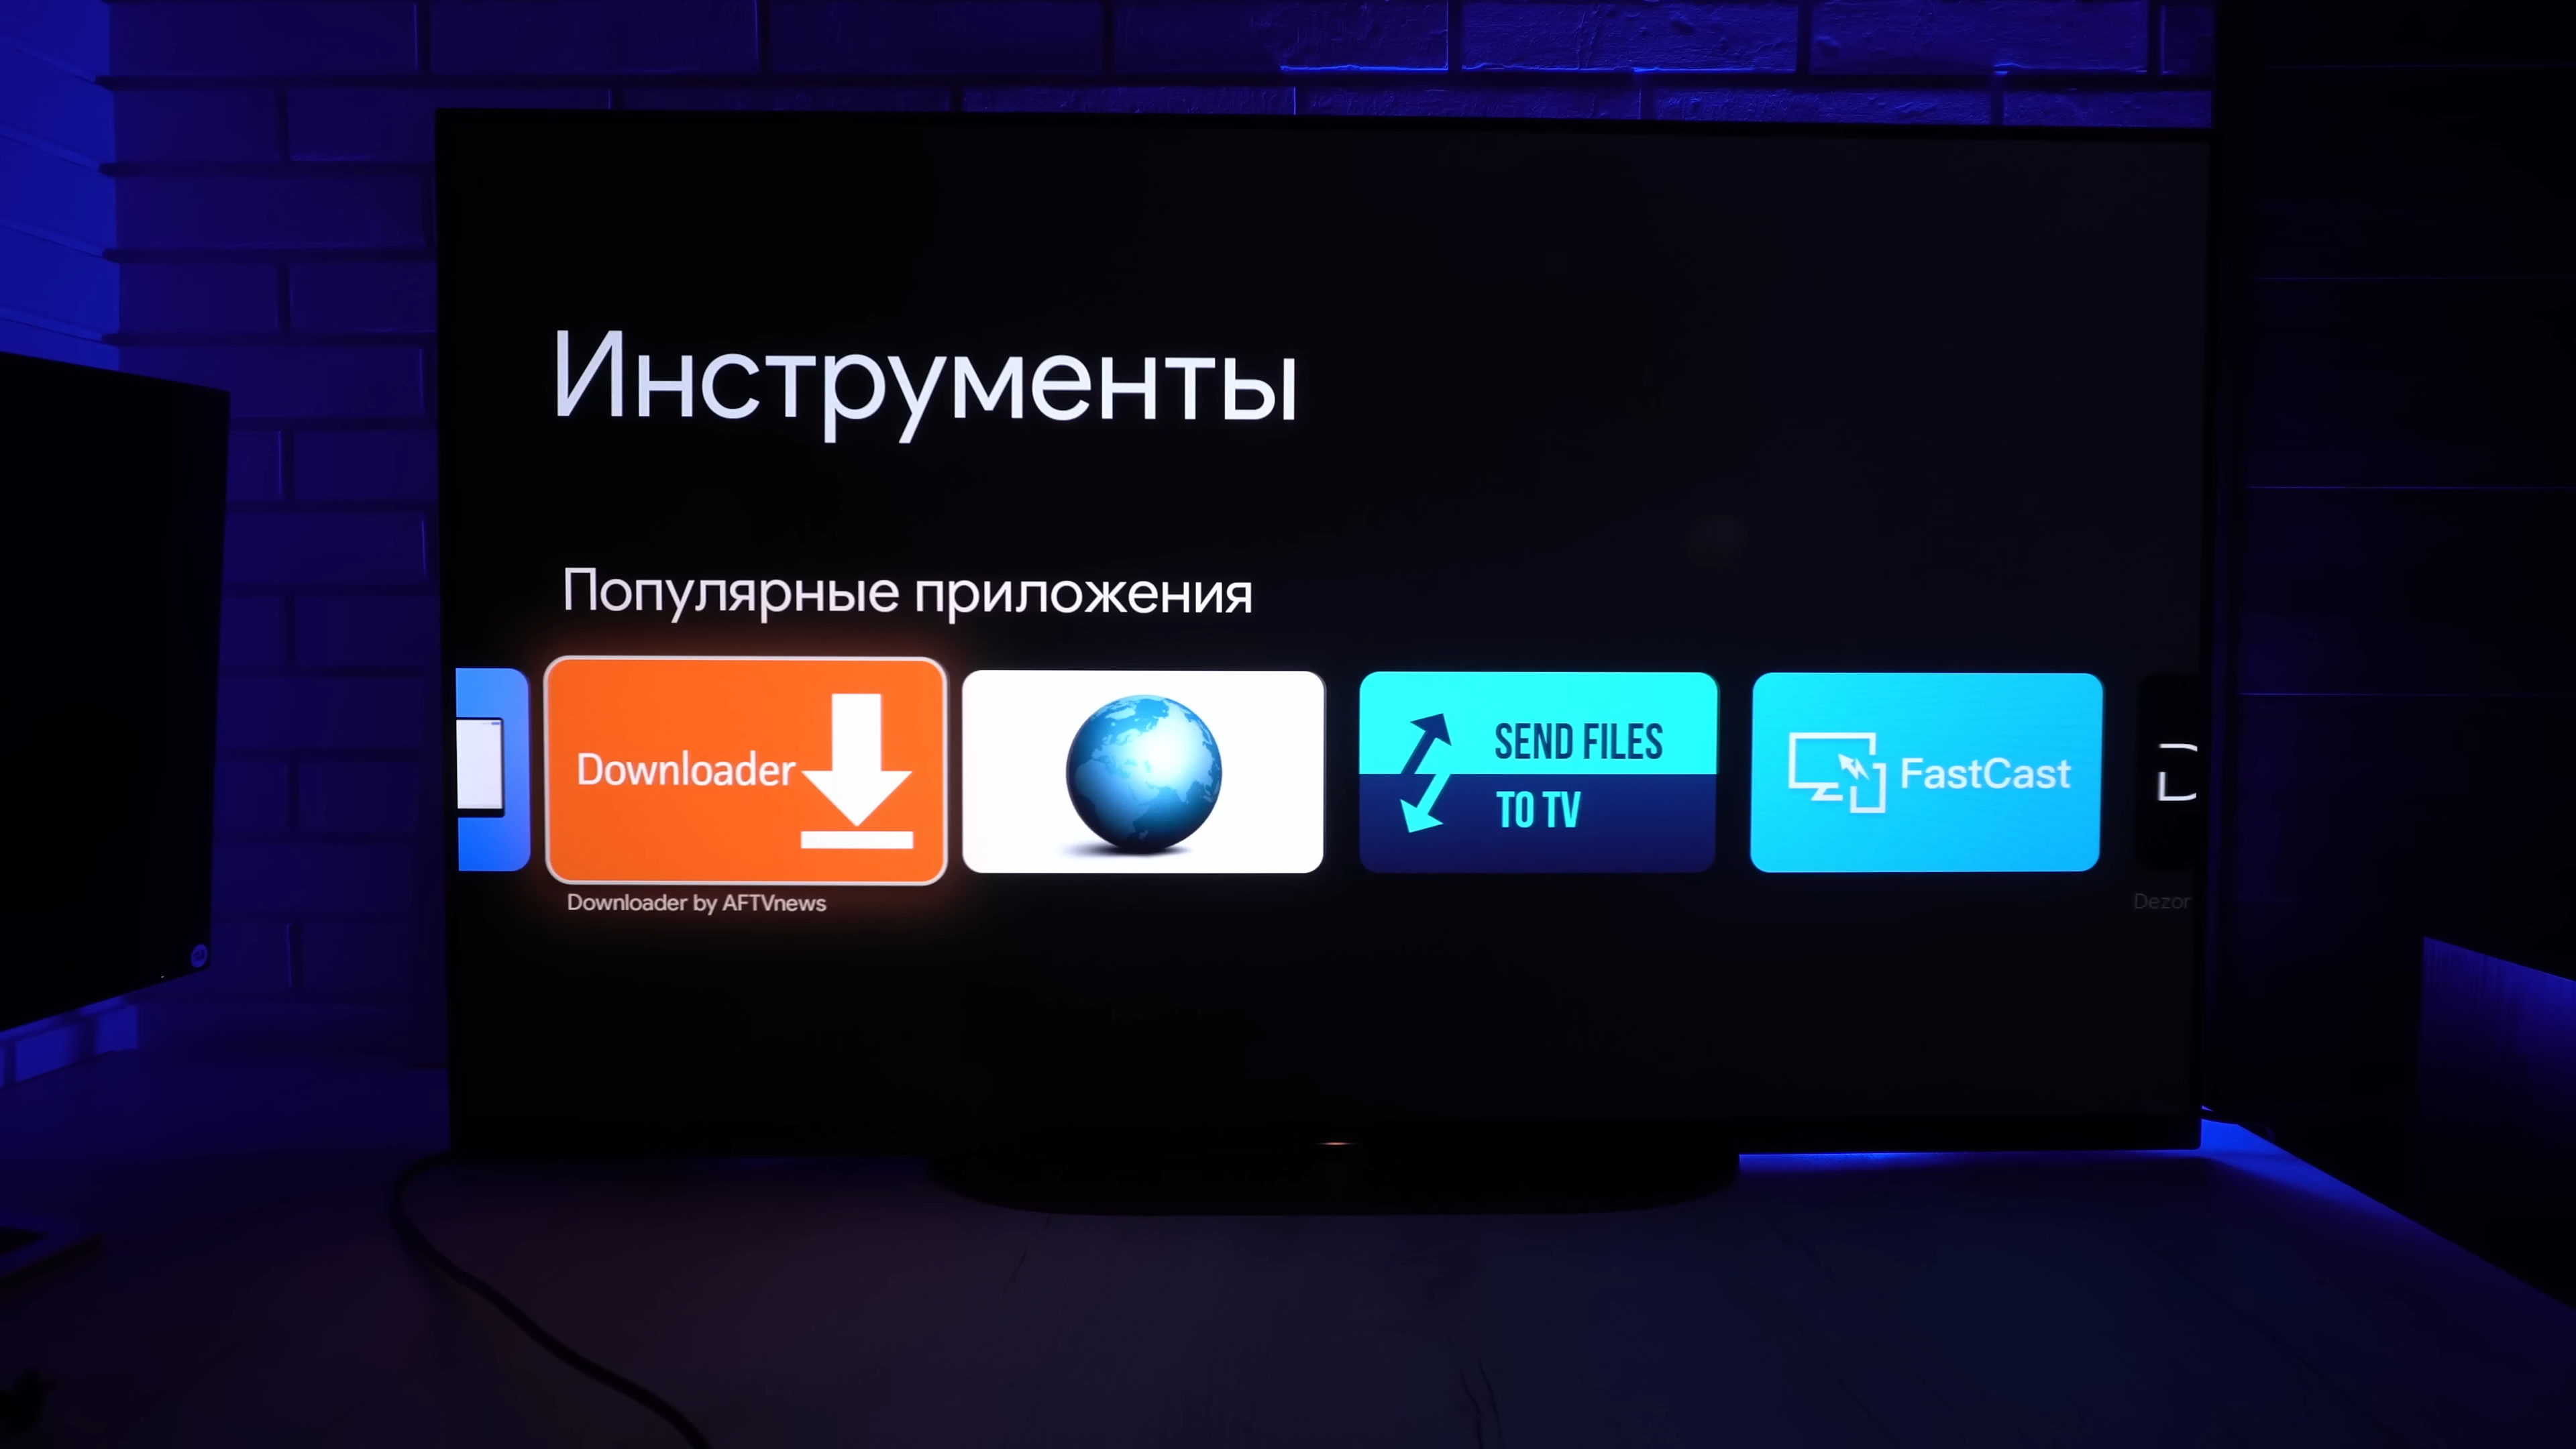 Инструменты
Популярные приложения
Downloader
SEND FILES
TO TV
FastCast
Downloader by AFTVnews
Dezor